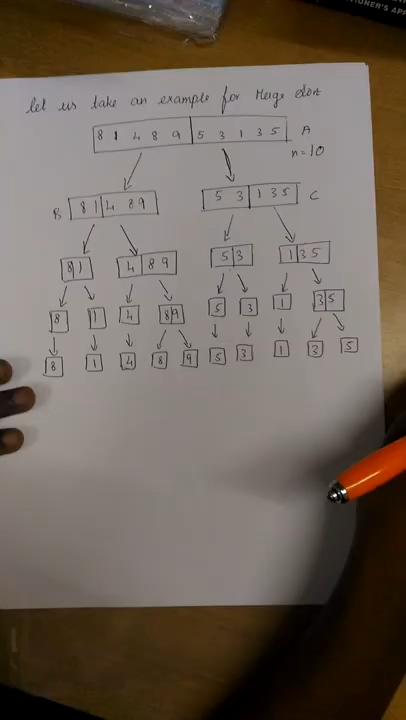 let us take an example for Merge Sort
8 1 4 8 9 5 3 1 3 5 A
n=10
B 8 1 4 8 9 5 3 1 3 5 C
8 1 4 8 9 5 3 1 3 5
8 1 4 8 9 5 3 1 3 5
8 1 4 8 9 5 3 1 3 5